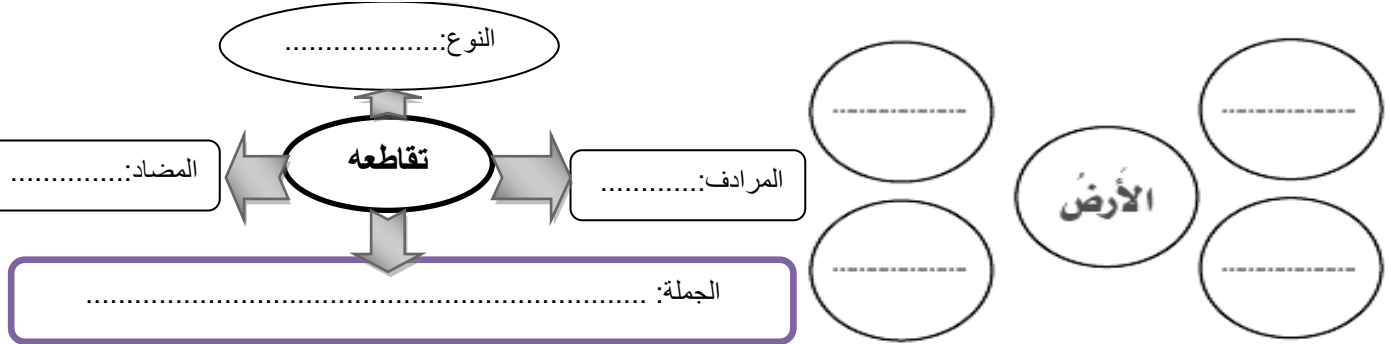 النوع:...................
تقاطعه
المرادف:............
المضاد:..............
الجملة: ........................................................................
الأَرضُ